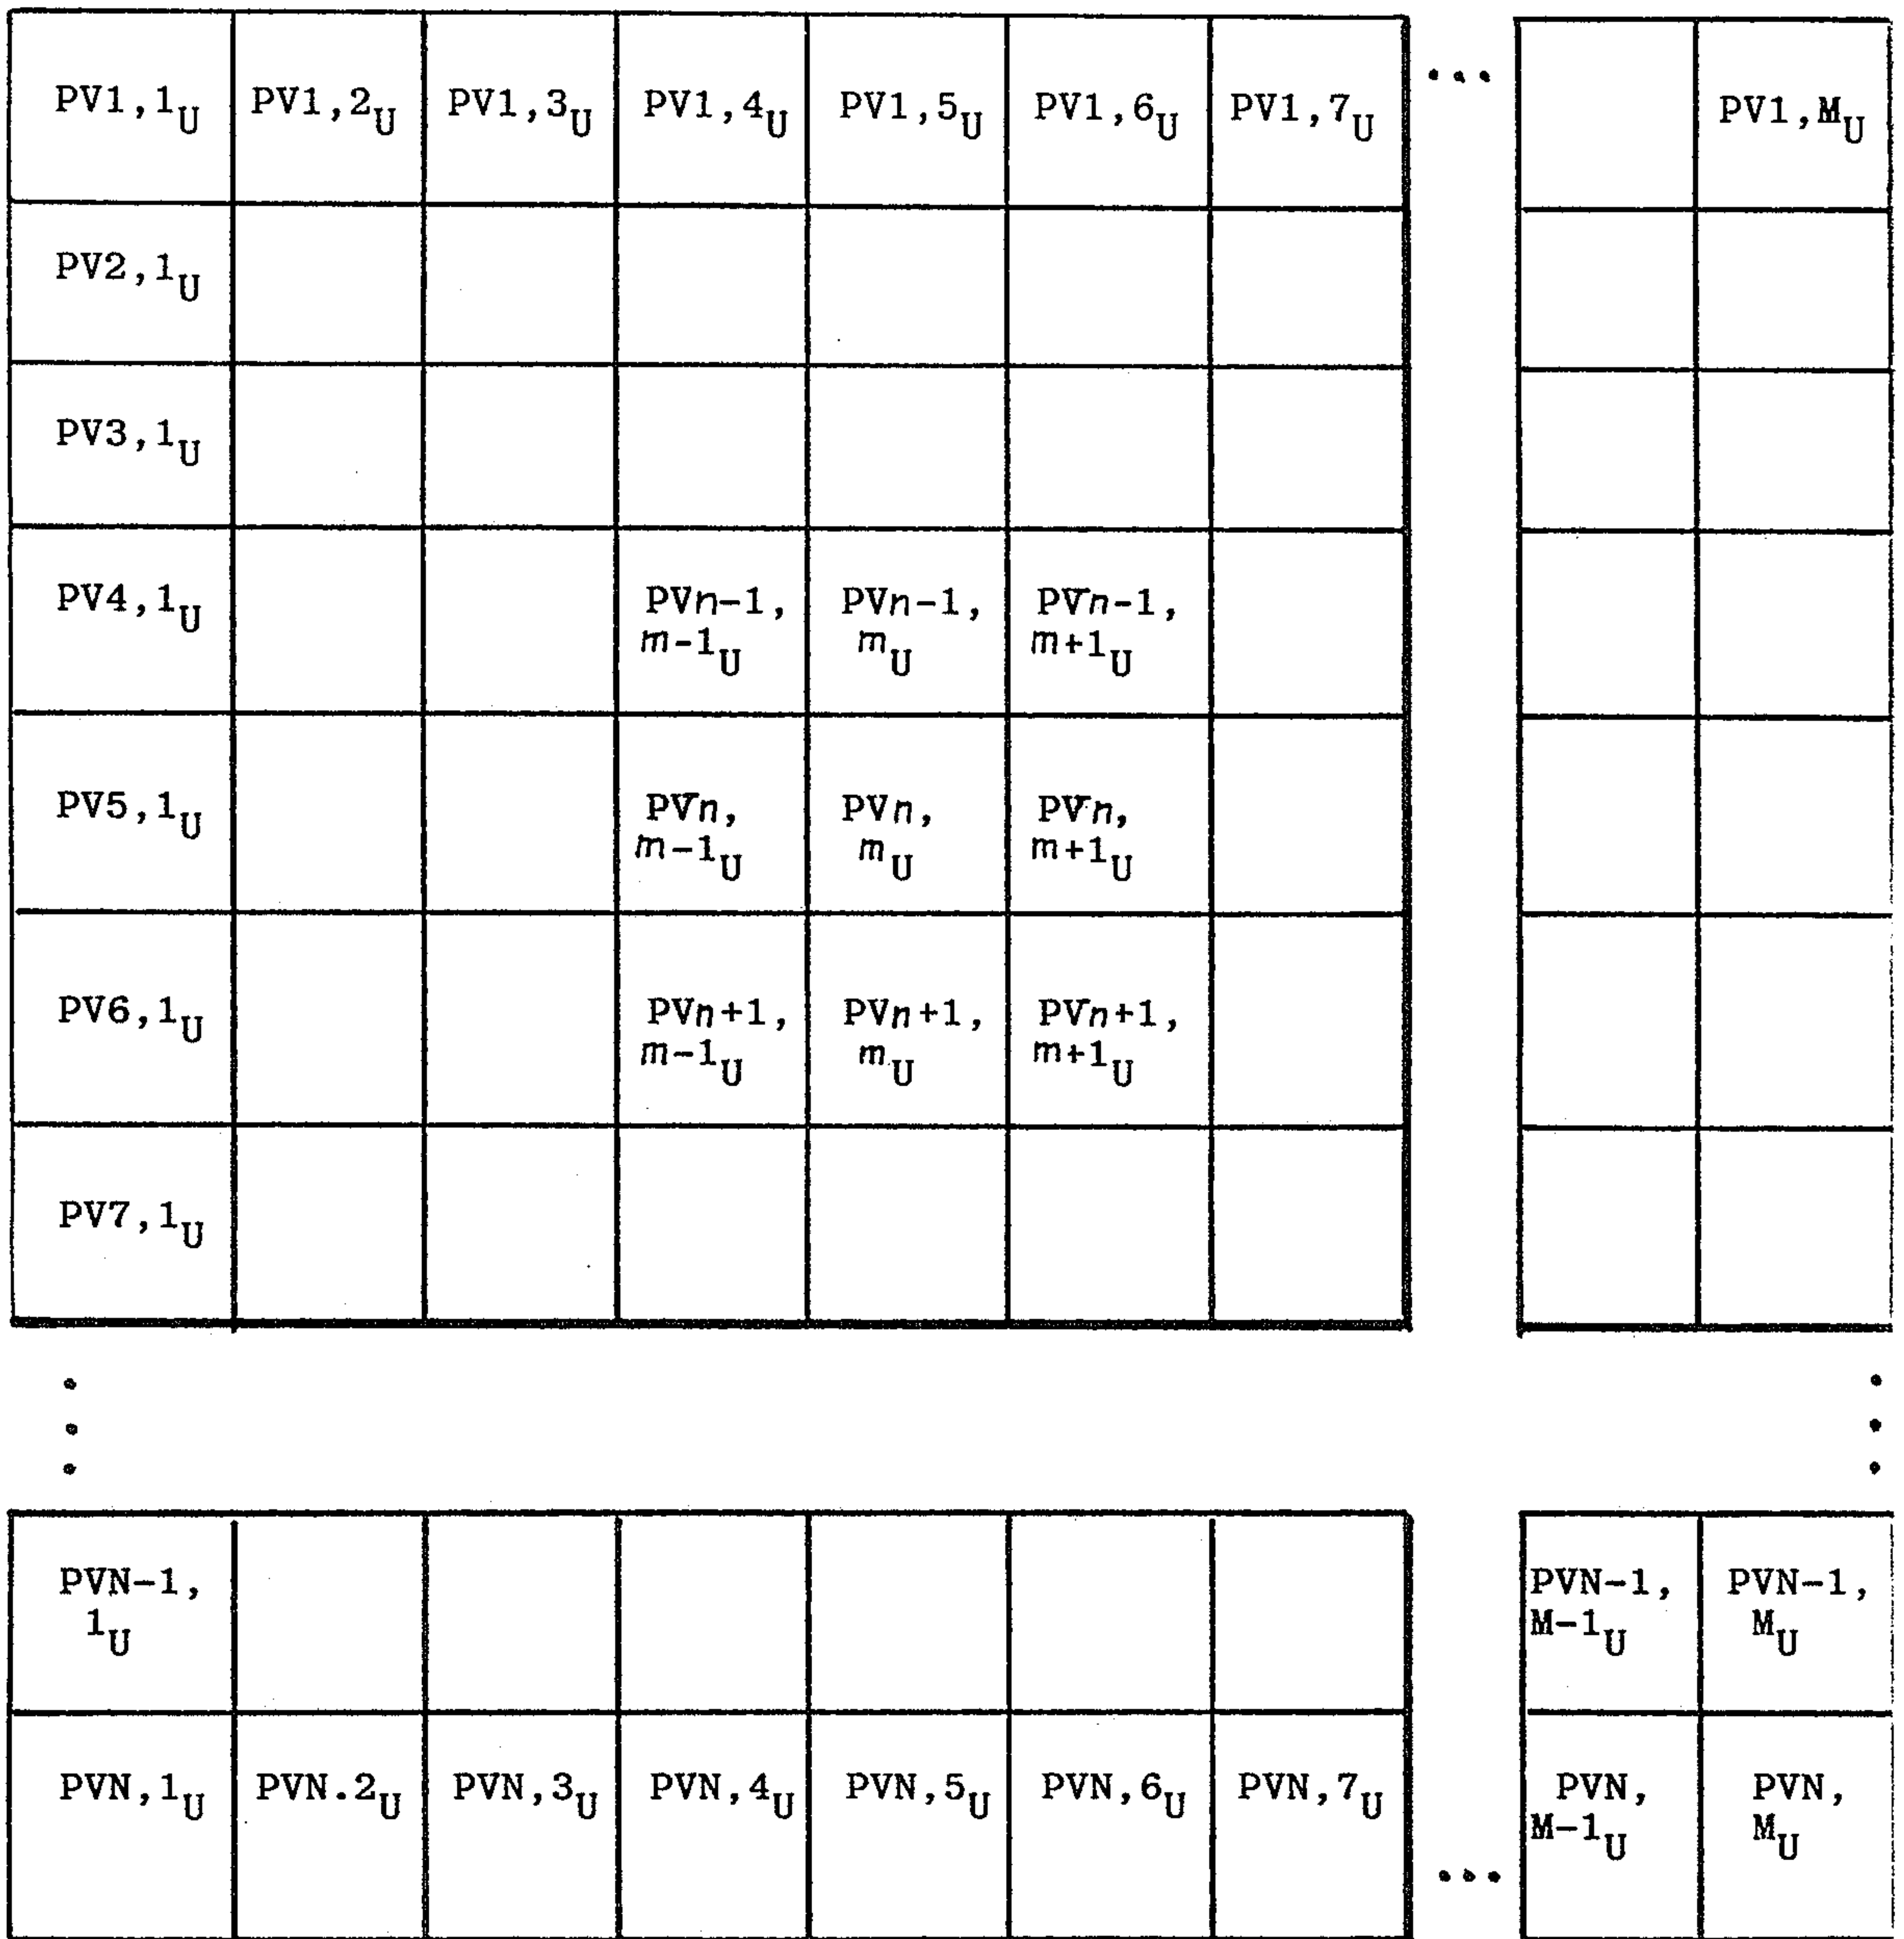 PV1,1U PV1,2U PV1,3U PV1,4U PV1,5U PV1,6U PV1,7U ... PV1,MU
PV2,1U
PV3,1U
PV4,1U PVn-1, PVn-1, PVn-1,
m-1U mU m+1U
PV5,1U PVn, PVn, PVn,
m-1U mU m+1U
PV6,1U PVn+1, PVn+1, PVn+1,
m-1U mU m+1U
PV7,1U
PVN-1, PVN-1, PVN-1,
1U M-1U MU
PVN,1U PVN.2U PVN,3U PVN,4U PVN,5U PVN,6U PVN,7U ... PVN, PVN,
M-1U MU